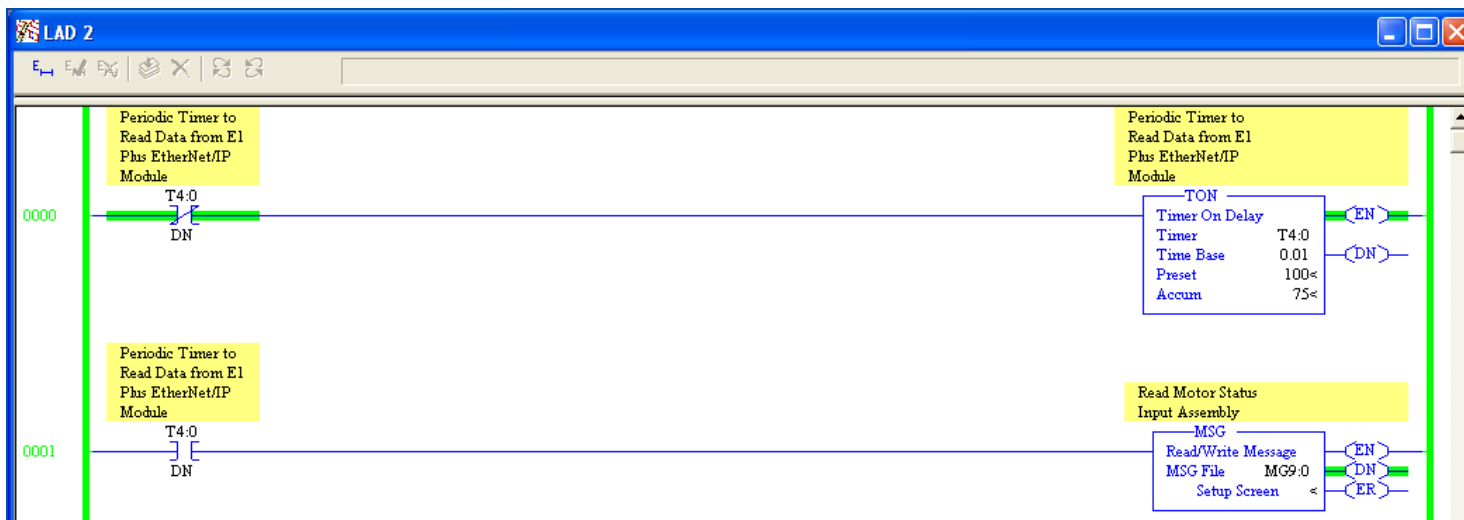 LAD 2
Periodic Timer to
Read Data from E1
Plus EtherNet/IP
Module
T4:0
DN
0000
Periodic Timer to
Read Data from E1
Plus EtherNet/IP
Module
TON
Timer On Delay
Timer T4:0
Time Base 0.01
Preset 100<
Accum 75<
EN
DN
Periodic Timer to
Read Data from E1
Plus EtherNet/IP
Module
T4:0
DN
0001
Read Motor Status
Input Assembly
MSG
Read/Write Message
MSG File MG9:0
Setup Screen <
EN
DN
ER